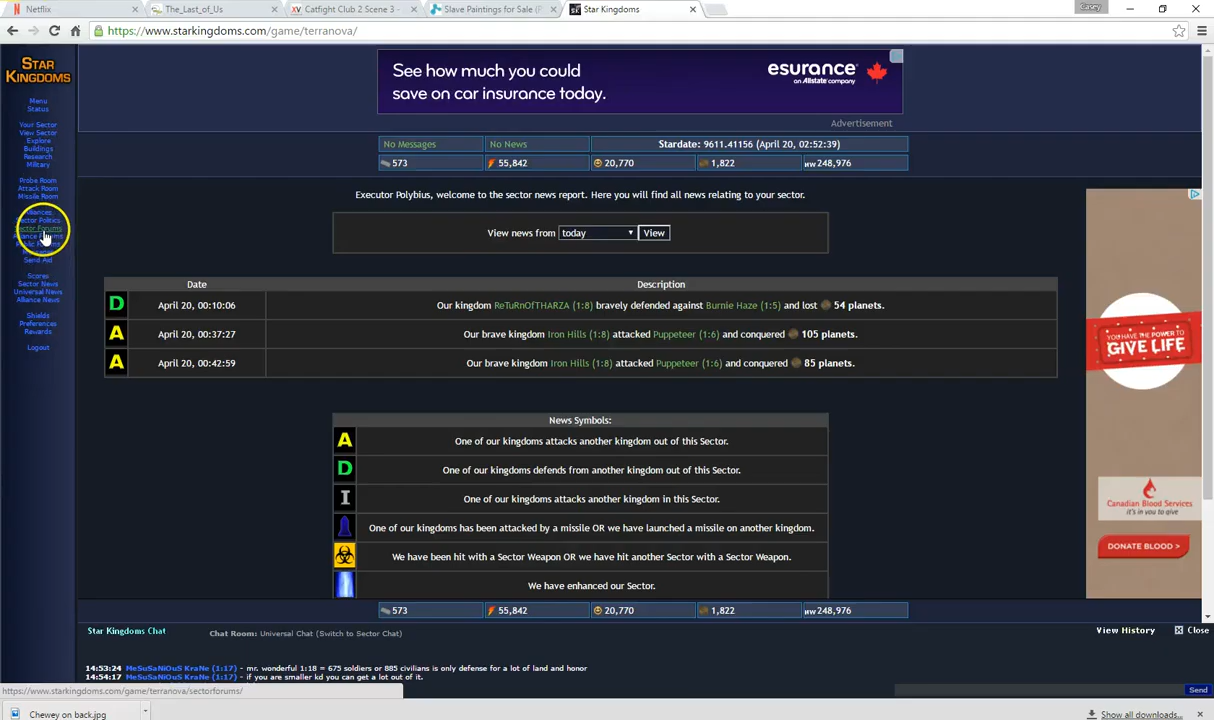 Netflix
The_Last_of_Us
Catfight Club 2 Scene 3 -
Slave Paintings for Sale (P
Star Kingdoms
Casey
https://www.starkingdoms.com/game/terranova/
STAR
KINGDOMS
Menu
Status
Your Sector
View Sector
Explore
Buildings
Research
Military
Probe Room
Attack Room
Missile Room
Sector Politics
Sector Forums
Send Aid
Scores
Sector News
Universal News
Alliance News
Shields
Preferences
Rewards
Logout
See how much you could
save on car insurance today.
esurance
an Allstate company
Advertisement
No Messages
No News
Stardate: 9611.41156 (April 20, 02:52:39)
573
55,842
20,770
1,822
NW 248,976
Executor Polybius, welcome to the sector news report. Here you will find all news relating to your sector.
View news from today View
Date
Description
D April 20, 00:10:06 Our kingdom ReTuRnOfTHARZA (1:8) bravely defended against Burnie Haze (1:5) and lost 54 planets.
A April 20, 00:37:27 Our brave kingdom Iron Hills (1:8) attacked Puppeteer (1:6) and conquered 105 planets.
A April 20, 00:42:59 Our brave kingdom Iron Hills (1:8) attacked Puppeteer (1:6) and conquered 85 planets.
News Symbols:
A One of our kingdoms attacks another kingdom out of this Sector.
D One of our kingdoms defends from another kingdom out of this Sector.
I One of our kingdoms attacks another kingdom in this Sector.
One of our kingdoms has been attacked by a missile OR we have launched a missile on another kingdom.
We have been hit with a Sector Weapon OR we have hit another Sector with a Sector Weapon.
We have enhanced our Sector.
YOU HAVE THE POWER TO
GIVE LIFE
Canadian Blood Services
it's in you to give
DONATE BLOOD >
573
55,842
20,770
1,822
NW 248,976
Star Kingdoms Chat
Chat Room: Universal Chat (Switch to Sector Chat)
View History
Close
14:53:24 MeSuSaNiOuS KraNe (1:17) - mr. wonderful 1:18 = 675 soldiers or 885 civilians is only defense for a lot of land and honor
14:54:17 MeSuSaNiOuS KraNe (1:17) - if you are smaller kd you can get a lot out of it.
https://www.starkingdoms.com/game/terranova/sectorforums/
Send
Chewey on back.jpg
Show all downloads...